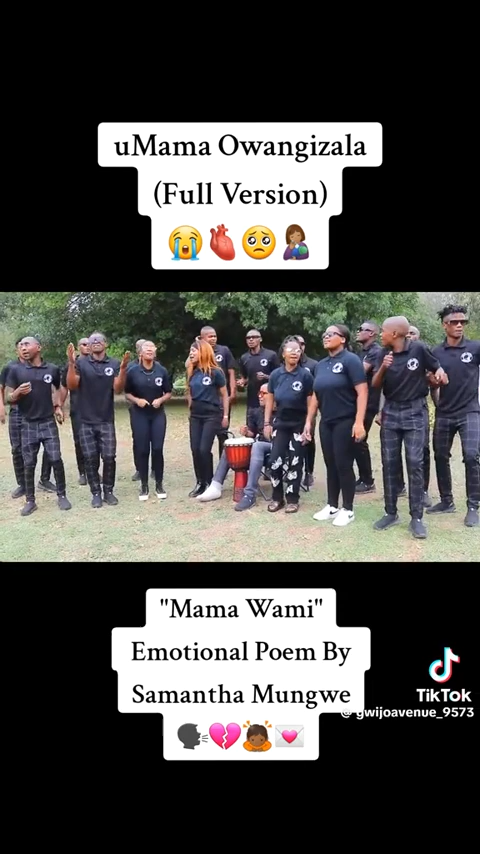 uMama Owangizala
(Full Version)
😭🫀🥺👩🏾‍🍼
"Mama Wami"
Emotional Poem By
Samantha Mungwe
🗣️💔🙇🏾💌
TikTok
@gwijoavenue_9573